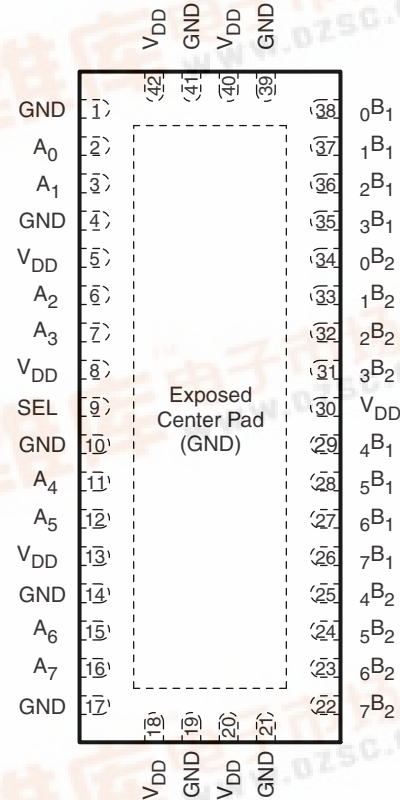 VDD GND VDD GND
42 41 40 39
GND 1 38 0B1
A0 2 37 1B1
A1 3 36 2B1
GND 4 35 3B1
VDD 5 34 0B2
A2 6 33 1B2
A3 7 32 2B2
VDD 8 31 3B2
SEL 9 30 VDD
GND 10 29 4B1
A4 11 28 5B1
A5 12 27 6B1
VDD 13 26 7B1
GND 14 25 4B2
A6 15 24 5B2
A7 16 23 6B2
GND 17 22 7B2
Exposed
Center Pad
(GND)
18 19 20 21
VDD GND VDD GND